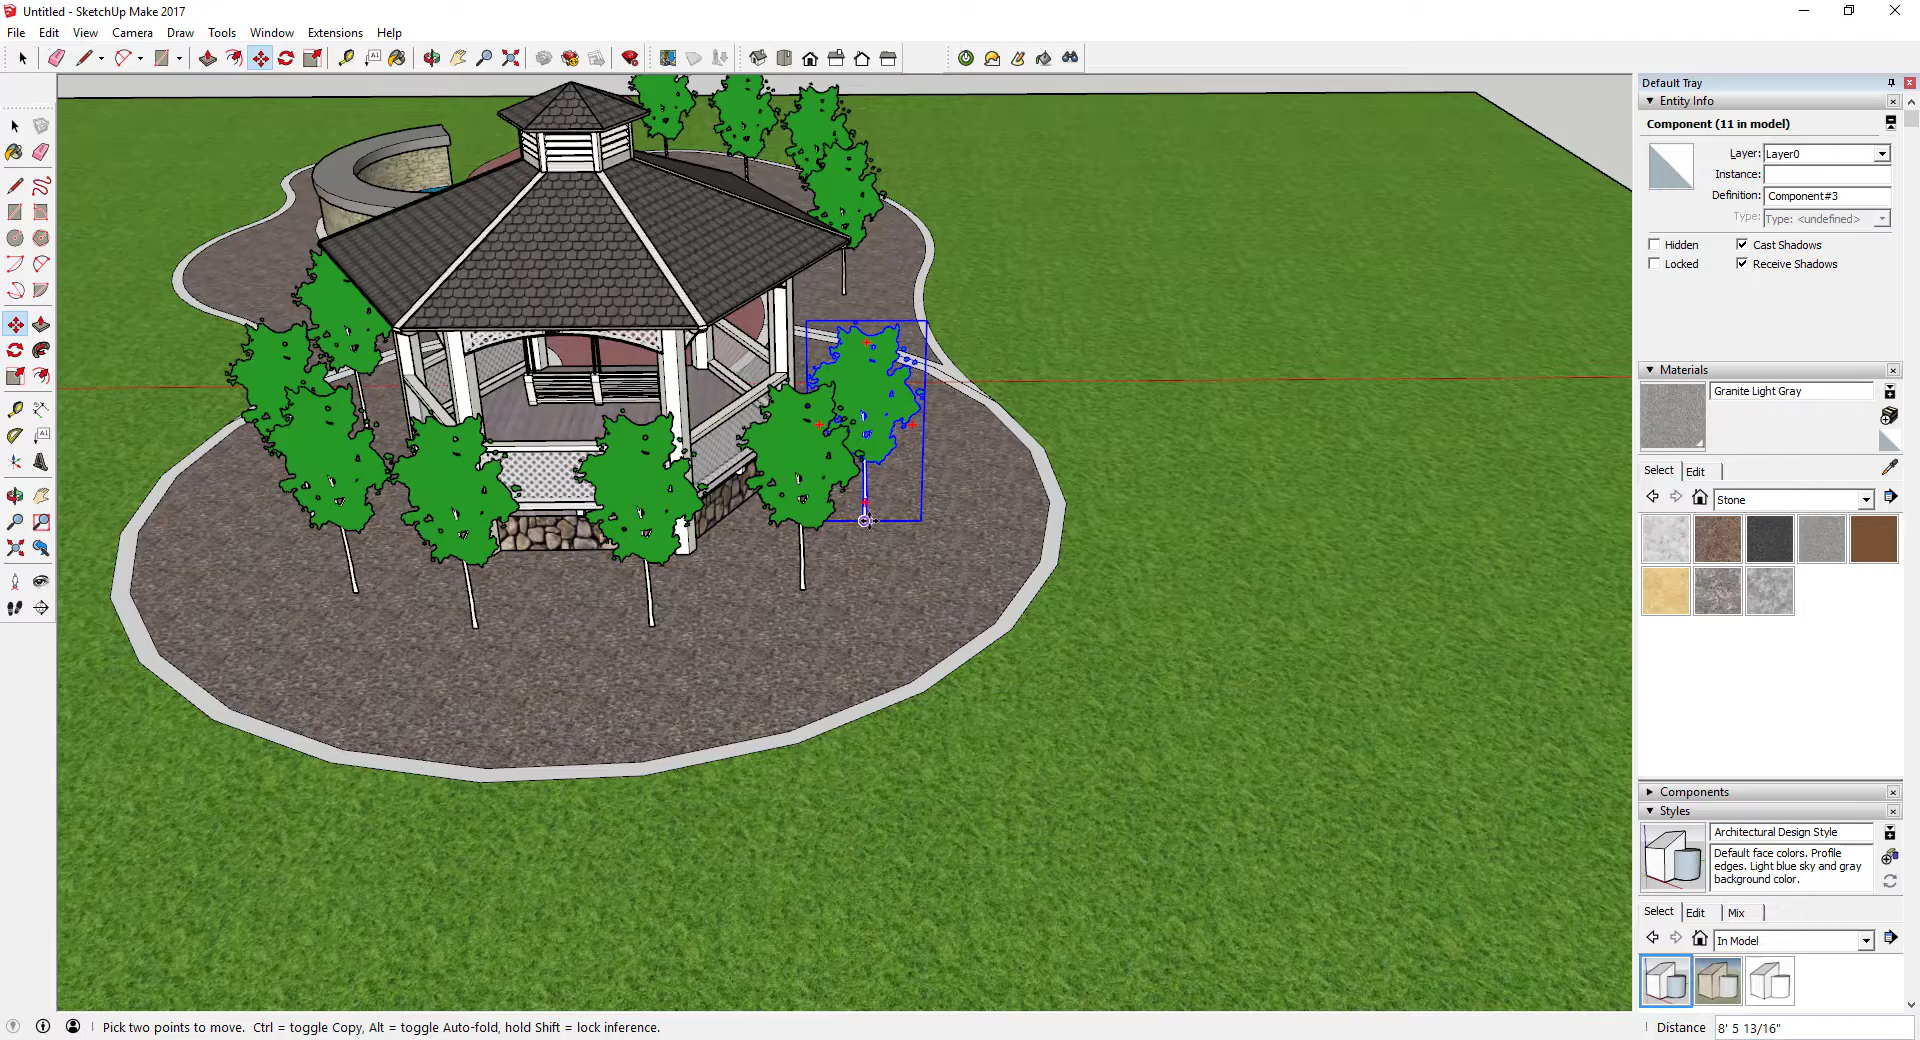 Untitled - SketchUp Make 2017
File Edit View Camera Draw Tools Window Extensions Help
A1
A1
Default Tray
Entity Info
Component (11 in model)
Layer: Layer0
Instance:
Definition: Component#3
Type: Type: <undefined>
Hidden Cast Shadows
Locked Receive Shadows
Materials
Granite Light Gray
Select Edit
Stone
Components
Styles
Architectural Design Style
Default face colors. Profile
edges. Light blue sky and gray
background color.
Select Edit Mix
In Model
Pick two points to move. Ctrl = toggle Copy, Alt = toggle Auto-fold, hold Shift = lock inference.
Distance 8' 5 13/16"